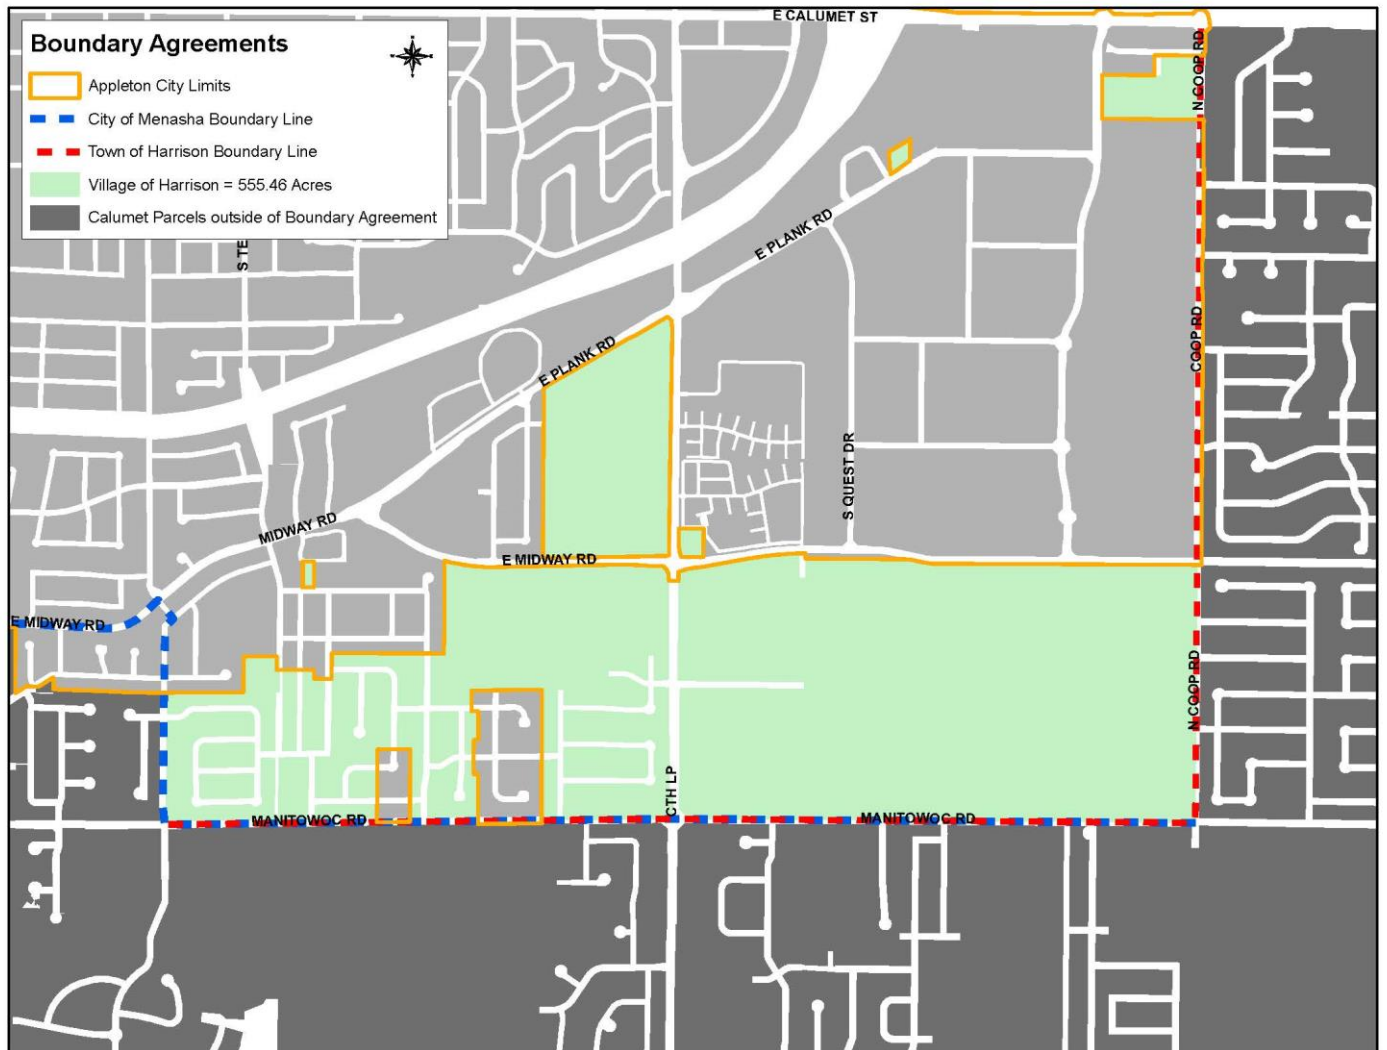 E CALUMET ST
Boundary Agreements
Appleton City Limits
City of Menasha Boundary Line
Town of Harrison Boundary Line
Village of Harrison = 555.46 Acres
Calumet Parcels outside of Boundary Agreement
N COOP RD
S TE
E PLANK RD
COOP RD
E PLANK RD
S QUEST DR
MIDWAY RD
E MIDWAY RD
E MIDWAY RD
N COOP RD
CTH LP
MANITOWOC RD
MANITOWOC RD